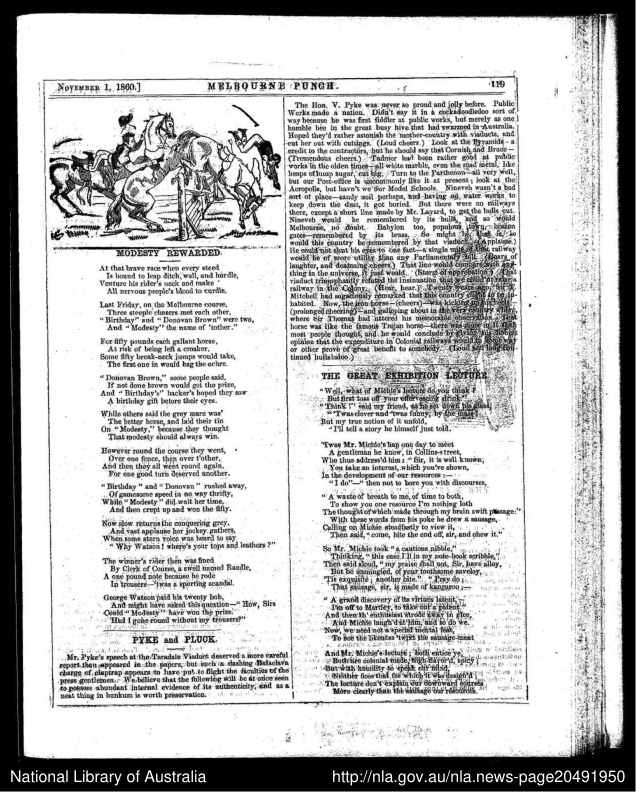 NOVEMBER 1, 1860.]
MELBOURNE PUNCH.
119
MODESTY REWARDED.
At that brave race when every steed
Is bound to leap ditch, wall, and hurdle,
Venture his rider's neck and make
All nervous people's blood to curdle.
Last Friday, on the Melbourne course,
Three steeple chasers met each other,
"Birthday" and "Donovan Brown" were two,
And "Modesty" the name of 'tother."
For fifty pounds each gallant horse,
At risk of being left a croaker,
Some fifty break-neck jumps would take,
The first one in would bag the ochre.
"Donovan Brown," some people said,
If not done brown would get the prize,
And "Birthday's" backer's hoped they saw
A birthday gift before their eyes.
While others said the grey mare was'
The better horse, and laid their tin
On "Modesty," because they thought
That modesty should always win.
However round the course they went,
Over one fence, then over t'other,
And then they all went round again,
For one good turn deserved another.
"Birthday" and "Donovan" rushed away,
Of gamesome speed in no way thrifty,
While "Modesty" did wait her time,
And then crept up and won the fifty.
Now slow returns the conquering grey,
And vast applause her jockey gathers,
When some stern voice was heard to say
"Why Watson! where's your tops and leathers?"
The winner's rider then was fined
By Clerk of Course, a swell named Randle,
A one pound note because he rode
In trousers—'twas a sporting scandal.
George Watson paid his twenty bob,
And might have asked this question—"How, Sirs
Could "Modesty" have won the prize
Had I gone round without my trousers?"
PYKE and PLUCK.
Mr. Pyke's speech at the Taradale Viaduct deserved a more careful
report than appeared in the papers, but such a dashing Balaclava
charge of claptrap appears to have put to flight the faculties of the
press gentlemen. We believe that the following will be at once seen
to possess abundant internal evidence of its authenticity, and as a
neat thing in bunkum is worth preservation.
The Hon. V. Pyke was never so proud and jolly before. Public
Works made a nation. Didn't say it in a cockadoodledoo sort of
way because he was first fiddler at public works, but merely as one
humble bee in the great busy hive that had swarmed in Australia.
Hoped they'd rather astonish the mother-country with viaducts, and
cut her out with cuttings. (Loud cheers.) Look at the Pyramids—a
credit to the contractors, but he should say that Cornish and Bruce—
(Tremendous cheers.) Tadmor had been rather good at public
works in the olden times—all white marble, even the road metal, like
heaps of lump sugar, cut big. Turn to the Parthenon—all very well,
but our Post-office is uncommonly like it at present; look at the
Acropolis, but havn't we our Model Schools. Nineveh wasn't a bad
sort of place—sandy soil perhaps, and having no water works to
keep down the dust, it got buried. But there were no railways
there, except a short line made by Mr. Layard, to get the bulls out.
Nineveh would be remembered by its bulls, and so would
Melbourne, no doubt. Babylon too, populous town, brazen
gates—remembered by its brass. So might he that is, so
would this country be remembered by that viaduct. (Applause.)
He could not shut his eyes to one fact—a single mile of that railway
would be of more utility than any Parliamentary bill. (Roars of
laughter, and deafening cheers.) That line would compare with any-
thing in the universe, it just would. (Storm of approbation.) That
viaduct triumphantly refuted the insinuation that we couldn't make a
railway in the Colony. (Hear, hear.) Twenty years ago Sir T.
Mitchell had sagaciously remarked that this country ought to be in-
habited. Now, the iron horse—(cheers)—was kicking up
(prolonged cheering)—and galloping about in the very country where,
where Sir Thomas had uttered his memorable observation. That
horse was like the famous Trojan horse—there was more in it than
most people thought, and he would conclude by giving his
opinion that the expenditure in Colonial railways would in some way
or other prove of great benefit to somebody. (Loud and long con-
tinued hullabaloo.)
THE GREAT EXHIBITION LECTURE
"Well, what of Michie's lecture do you think?
But first toss off your effervescing drink."
"Think!" said my friend, as he set down his glass,
"'Twas clever and 'twas funny, by the mass!
But my true notion of it unfold,
I'll tell a story he himself just told.
'Twas Mr. Michie's hap one day to meet
A gentleman he knew, in Collins-street,
Who thus address'd him: "Sir, it is well known,
You take an interest, which you've shown,
In the development of our resources:—
"I do"—" then not to bore you with discourses,
"A waste of breath to me, of time to both,
To show you one resource I'm nothing loth
The thought of which made through my brain swift passage:"
With these words from his poke he drew a sausage,
Calling on Michie steadfastly to view it,
Then said, "come, bite the end off, sir, and chew it."
So Mr. Michie took "a cautious nibble,"
Thinking, "this case I'll in my note-book scribble,"
Then said aloud, "my praise shall not, Sir, have alloy,
But be unmingled, of your toothsome saveloy,
'Tis exquisite; another bite." "Pray do;
That sausage, sir, is made of kangaroo;—
"A grand discovery of its virtues latent,
I'm off to Martley, to take out a patent."
And then th' enthusiast strode away in glee,
And Michie laugh'd at him, and so do we.
Now, we need not a special mental feat,
To see the likeness 'twixt the sausage-meat
And Mr. Michie's lecture; both entice ye,
Both are colonial made, high-flavor'd, spicy;
But with humility to speak our mind,
Neither does that for which it was design'd;
The lecture don't explain our downward courses
More clearly than the sausage our resources.
National Library of Australia
http://nla.gov.au/nla.news-page20491950